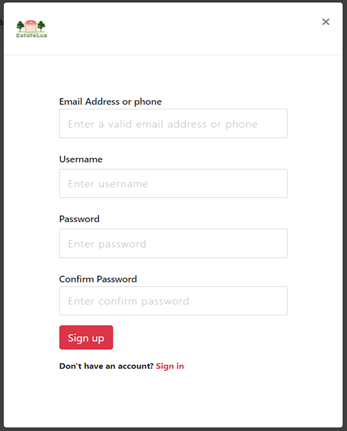 EstateLux
×
Email Address or phone
Enter a valid email address or phone
Username
Enter username
Password
Enter password
Confirm Password
Enter confirm password
Sign up
Don't have an account? Sign in